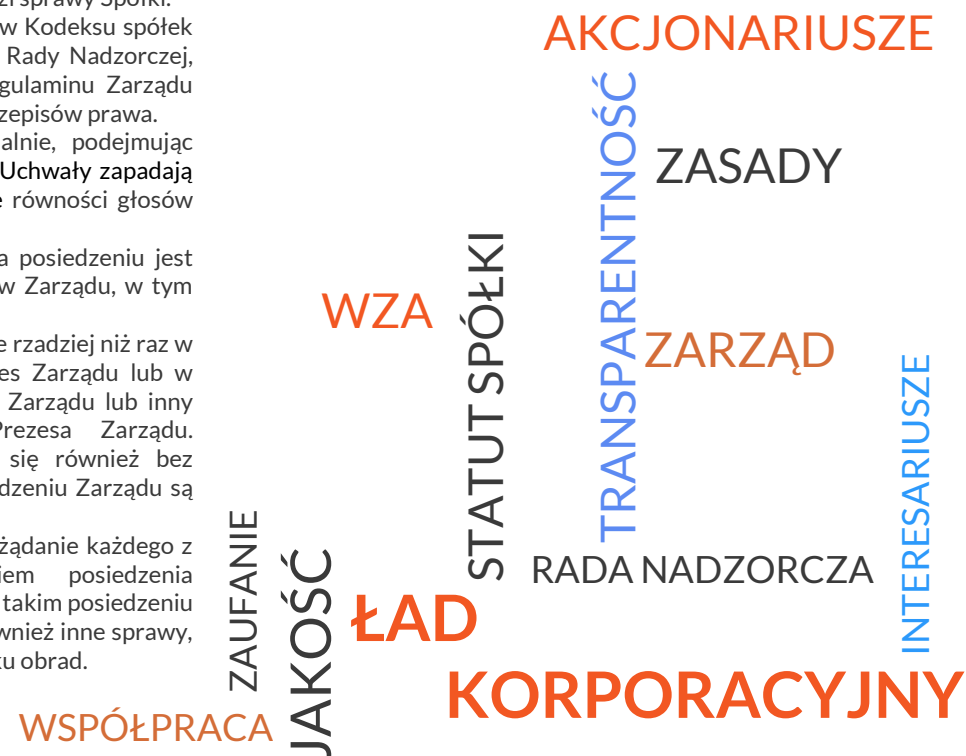 zi sprawy Spółki.
w Kodeksu spółek
Rady Nadzorczej,
gulaminu Zarządu
zepisów prawa.
alnie, podejmując
Uchwały zapadają
e równości głosów
a posiedzeniu jest
w Zarządu, w tym
e rzadziej niż raz w
es Zarządu lub w
Zarządu lub inny
Prezesa Zarządu.
się również bez
dzeniu Zarządu są
żądanie każdego z
iem posiedzenia
takim posiedzeniu
wnież inne sprawy,
ku obrad.
AKCJONARIUSZE
TRANSPARENTNOŚĆ
ZASADY
STATUT SPÓŁKI
WZA
ZARZĄD
INTERESARIUSZE
ZAUFANIE
JAKOŚĆ
RADA NADZORCZA
ŁAD
KORPORACYJNY
WSPÓŁPRACA